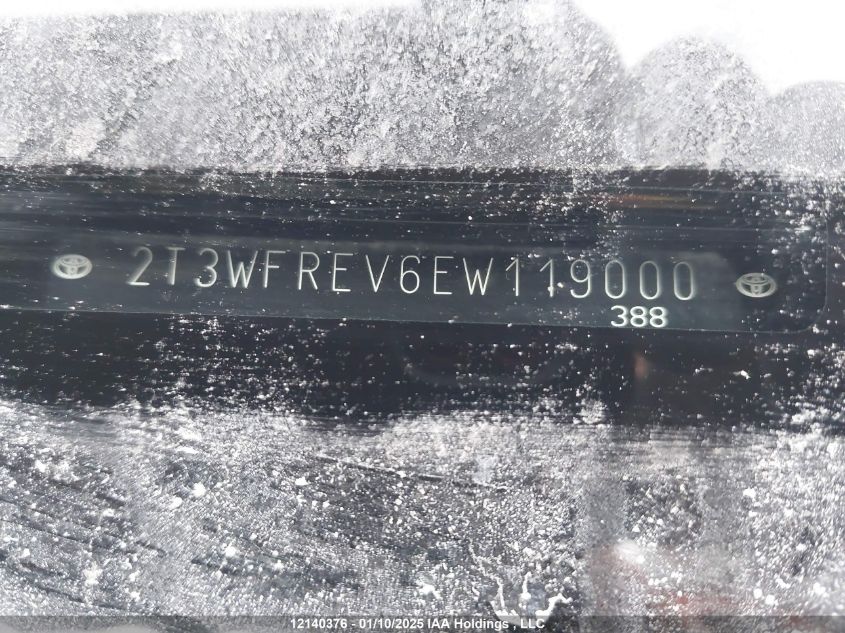 2T3WFREV6EW119000
388
12140376 - 01/10/2025 IAA Holdings , LLC